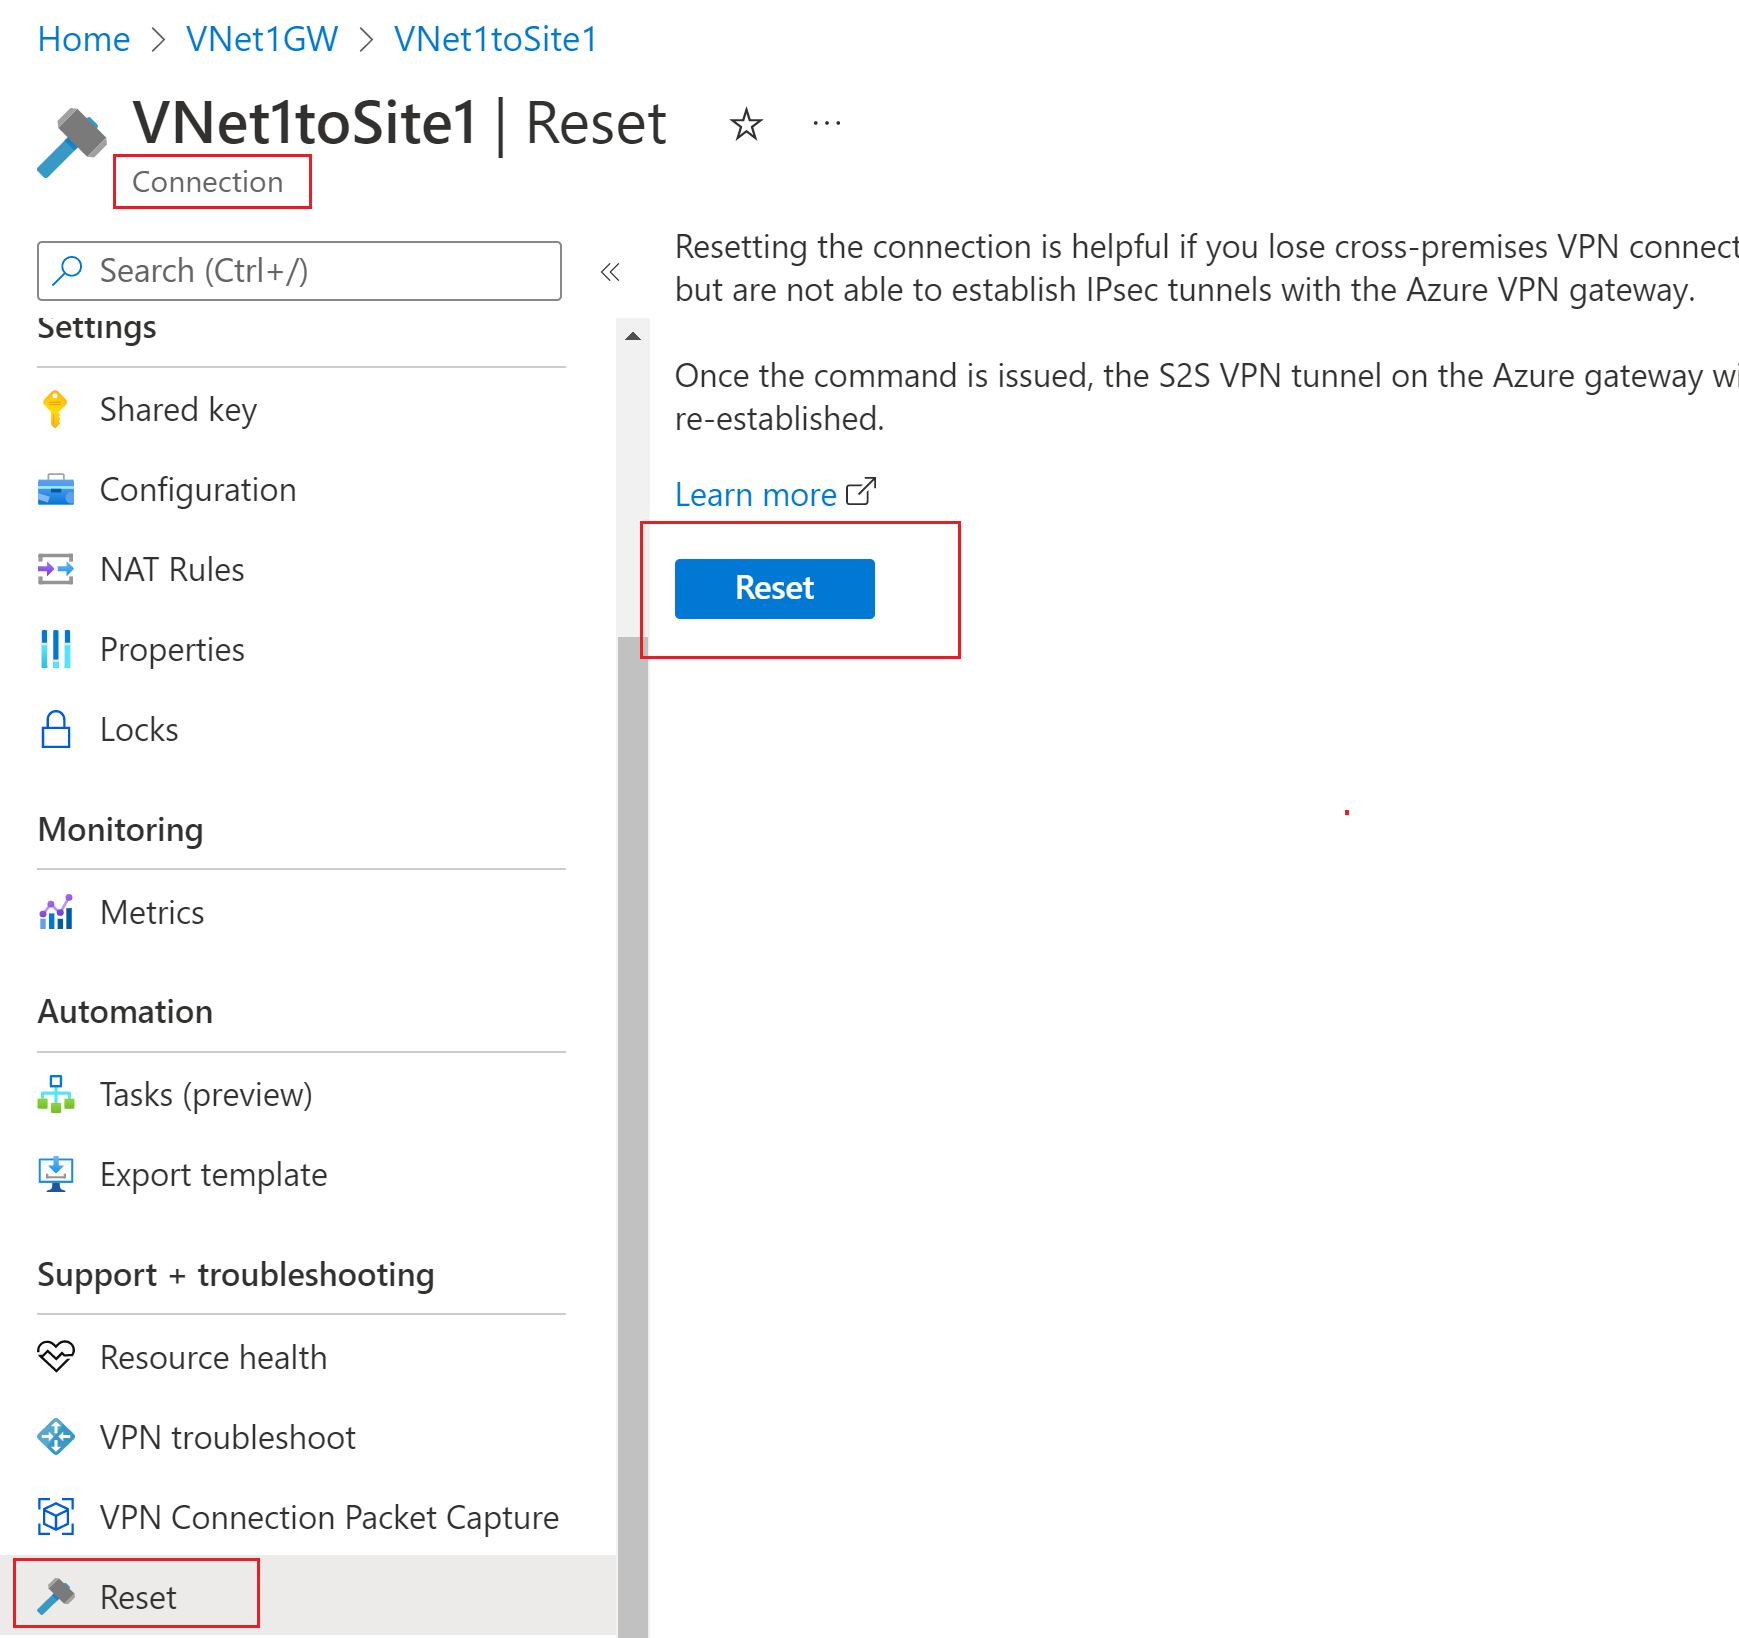 Home > VNet1GW > VNet1toSite1
VNet1toSite1 | Reset
Connection
Search (Ctrl+/)
Settings
Shared key
Configuration
NAT Rules
Properties
Locks
Monitoring
Metrics
Automation
Tasks (preview)
Export template
Support + troubleshooting
Resource health
VPN troubleshoot
VPN Connection Packet Capture
Reset
Resetting the connection is helpful if you lose cross-premises VPN
but are not able to establish IPsec tunnels with the Azure VPN gateway.
Once the command is issued, the S2S VPN tunnel on the Azure gateway
re-established.
Learn more
Reset